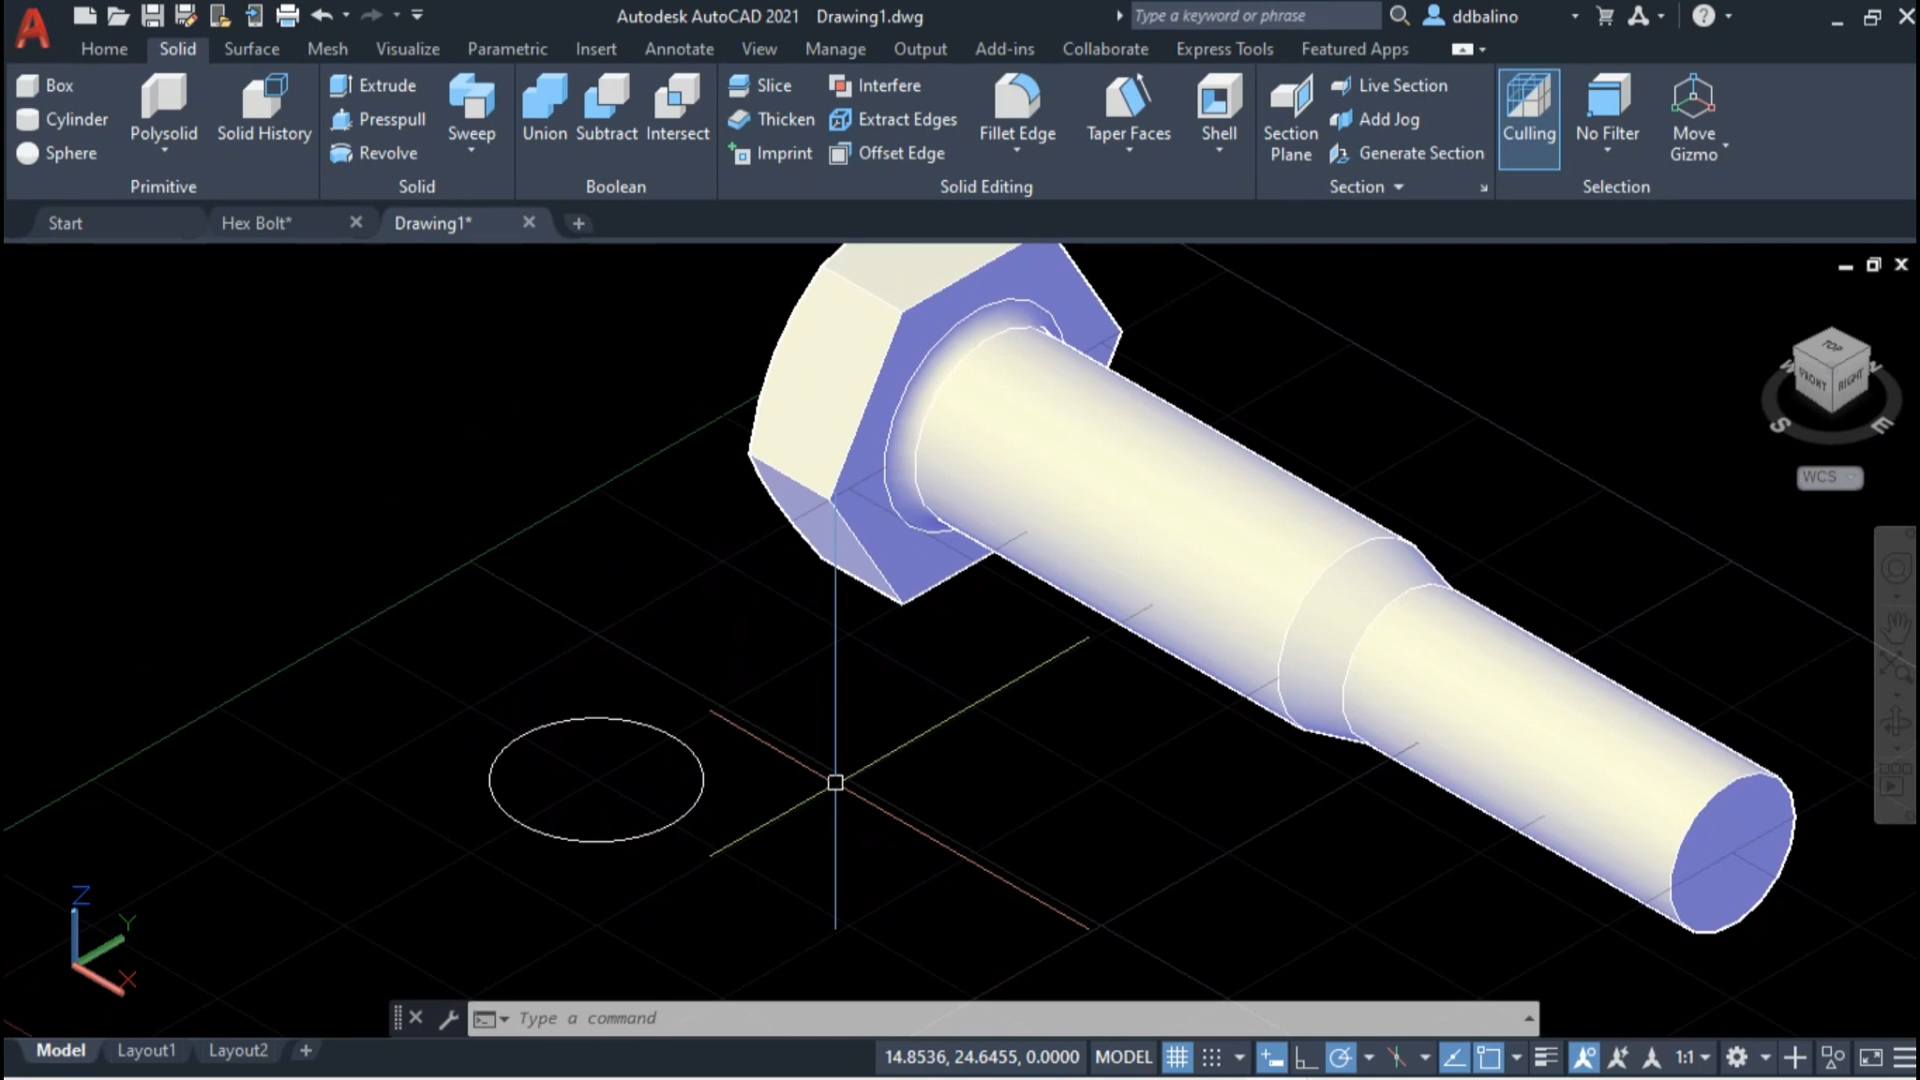 Autodesk AutoCAD 2021 Drawing1.dwg
Type a keyword or phrase
ddbalino
Home Solid Surface Mesh Visualize Parametric Insert Annotate View Manage Output Add-ins Collaborate Express Tools Featured Apps
Box
Cylinder
Sphere
Polysolid
Solid History
Primitive
Extrude
Presspull
Revolve
Sweep
Solid
Union
Subtract
Intersect
Boolean
Slice
Thicken
Imprint
Interfere
Extract Edges
Offset Edge
Fillet Edge
Taper Faces
Shell
Solid Editing
Section
Plane
Live Section
Add Jog
Generate Section
Section
Culling
No Filter
Move
Gizmo
Selection
Start
Hex Bolt*
Drawing1*
TOP
FRONT
RIGHT
S
E
WCS
Z
Y
X
Type a command
Model
Layout1
Layout2
14.8536, 24.6455, 0.0000
MODEL
1:1